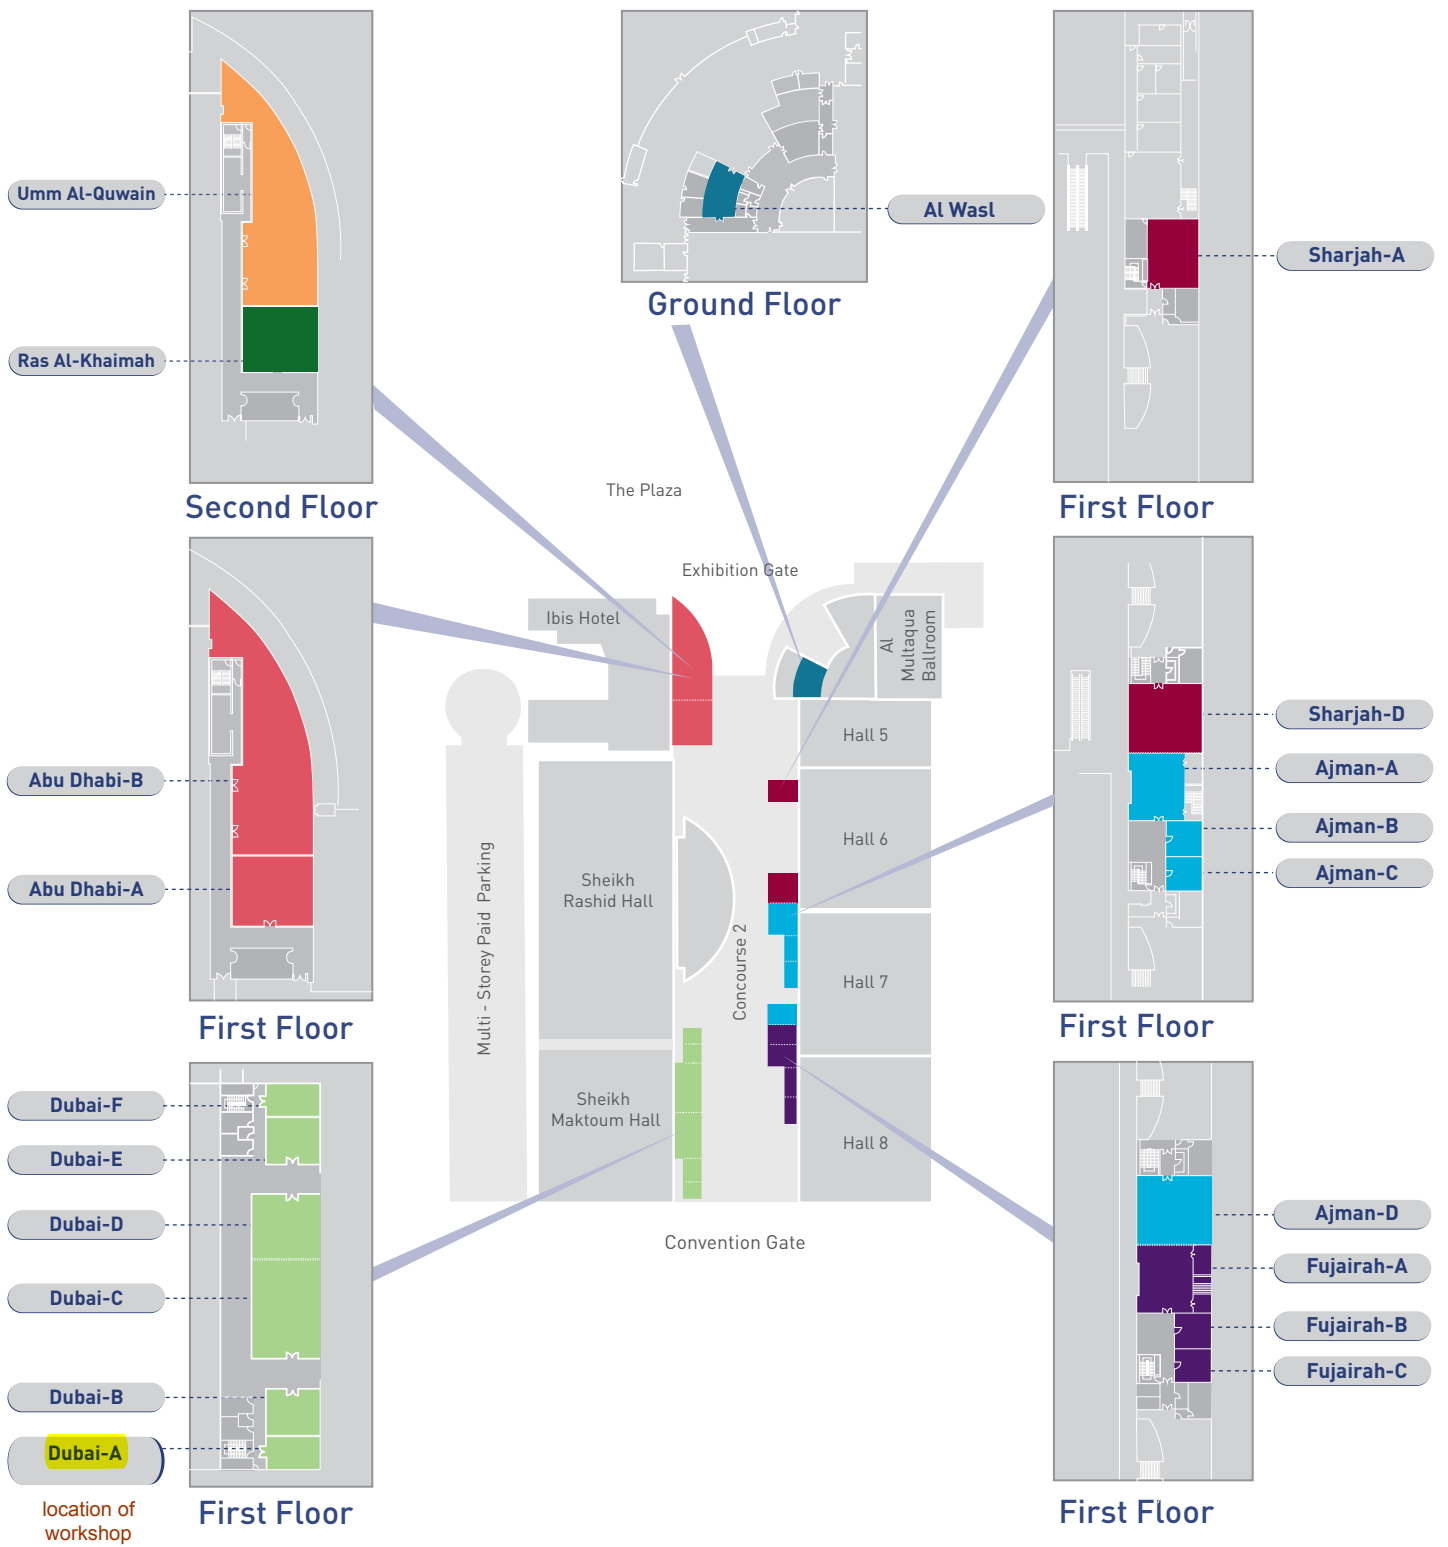 Umm Al-Quwain
Ras Al-Khaimah
Second Floor
Al Wasl
Ground Floor
Sharjah-A
First Floor
Abu Dhabi-B
Abu Dhabi-A
First Floor
The Plaza
Exhibition Gate
Ibis Hotel
Al
Multaqua
Ballroom
Hall 5
Hall 6
Sheikh
Rashid Hall
Multi - Storey Paid Parking
Concourse 2
Hall 7
Sheikh
Maktoum Hall
Hall 8
Convention Gate
Sharjah-D
Ajman-A
Ajman-B
Ajman-C
First Floor
Dubai-F
Dubai-E
Dubai-D
Dubai-C
Dubai-B
Dubai-A
location of
workshop
First Floor
Ajman-D
Fujairah-A
Fujairah-B
Fujairah-C
First Floor